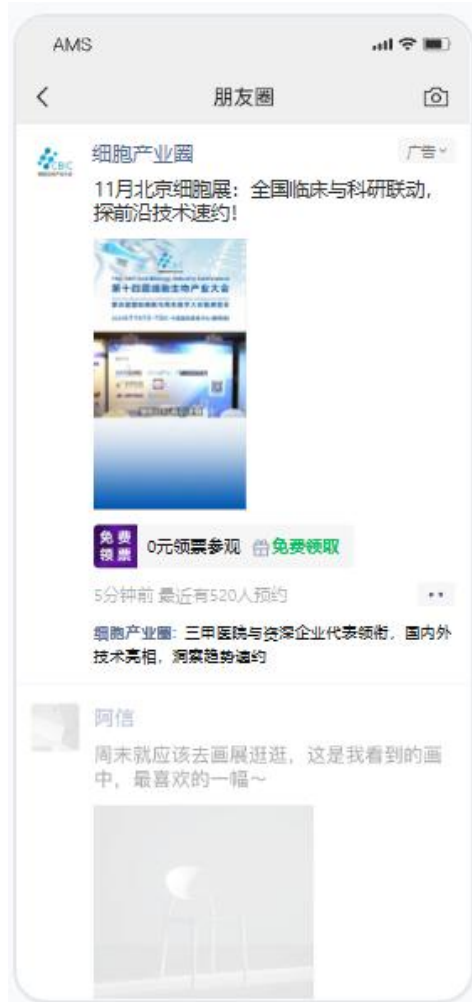 AMS
朋友圈
CBIC
细胞产业圈
广告
11月北京细胞展：全国临床与科研联动，
探前沿技术速约！
第十四届细胞生物产业大会
免费
领票
0元领票参观
免费领取
5分钟前 最近有520人预约
细胞产业圈：三甲医院与资深企业代表领衔，国内外
技术亮相，洞察趋势速约
阿信
周末就应该去画展逛逛，这是我看到的画
中，最喜欢的一幅～